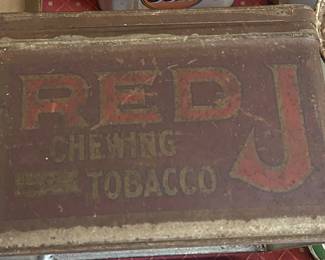 RED J
CHEWING
TOBACCO